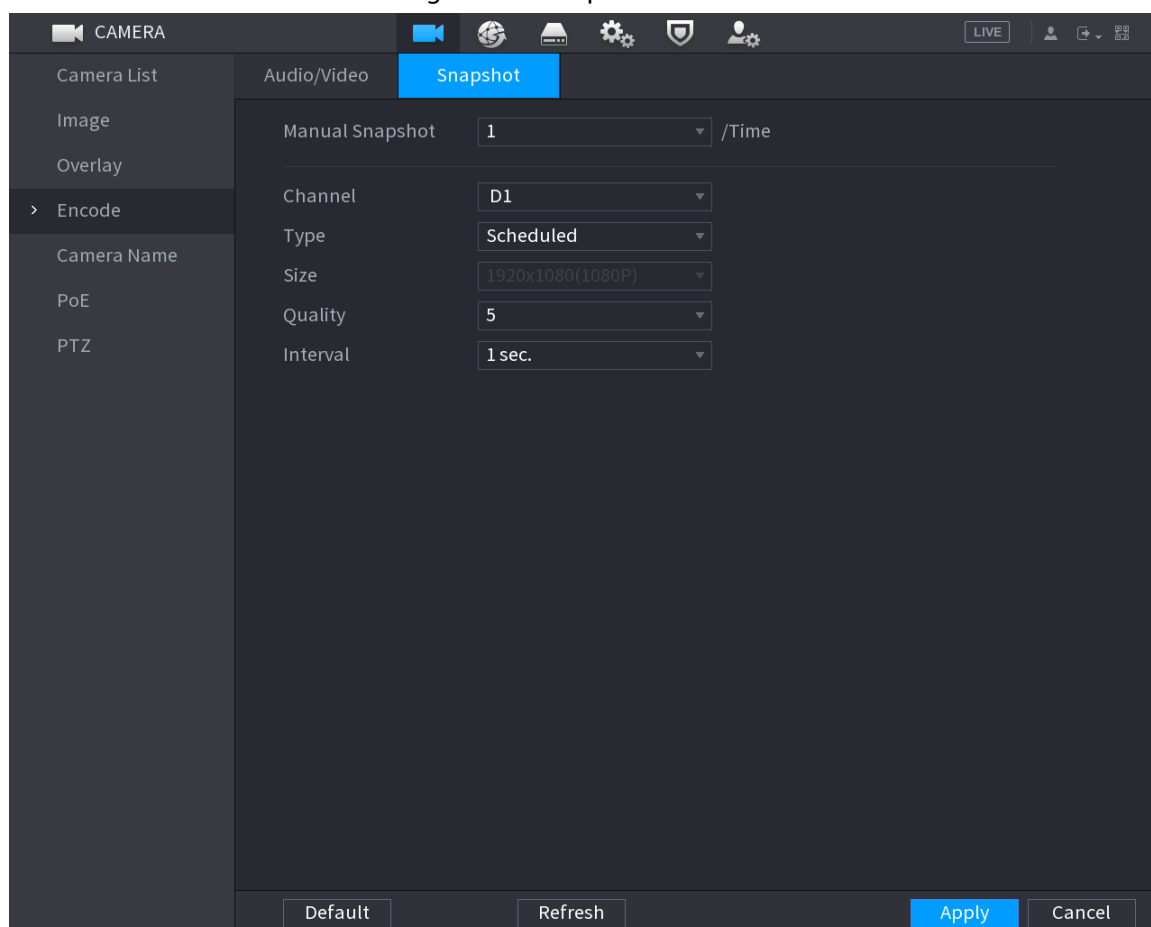 CAMERA
LIVE
Camera List
Image
Overlay
> Encode
Camera Name
PoE
PTZ
Audio/Video
Snapshot
Manual Snapshot 1 /Time
Channel D1
Type Scheduled
Size 1920x1080(1080P)
Quality 5
Interval 1 sec.
Default Refresh Apply Cancel